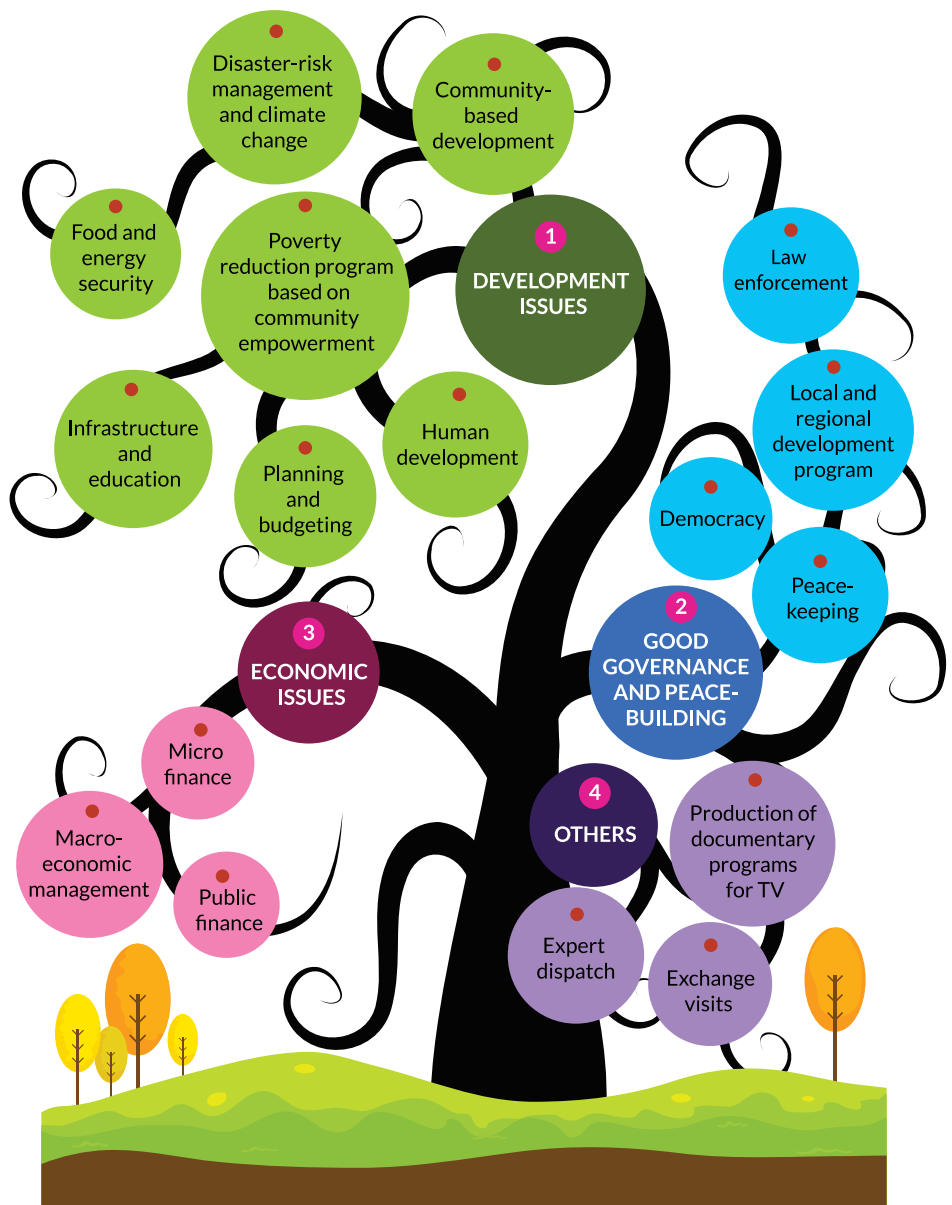 1
DEVELOPMENT
ISSUES
Disaster-risk
management
and climate
change
Community-
based
development
Food and
energy
security
Poverty
reduction program
based on
community
empowerment
Infrastructure
and
education
Planning
and
budgeting
Human
development
2
GOOD
GOVERNANCE
AND PEACE-
BUILDING
Law
enforcement
Local and
regional
development
program
Democracy
Peace-
keeping
3
ECONOMIC
ISSUES
Micro
finance
Macro-
economic
management
Public
finance
4
OTHERS
Production of
documentary
programs
for TV
Expert
dispatch
Exchange
visits